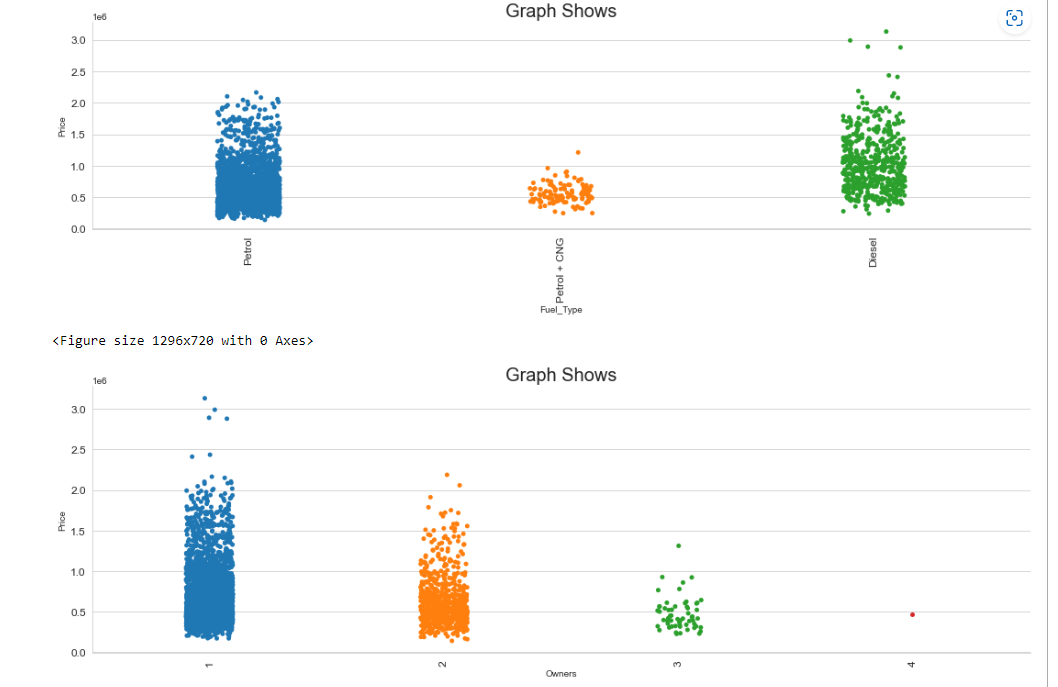 Graph Shows
1e6
3.0
2.5
2.0
1.5
1.0
0.5
0.0
Price
Petrol
Petrol + CNG
Diesel
Fuel_Type
<Figure size 1296x720 with 0 Axes>
Graph Shows
1e6
3.0
2.5
2.0
1.5
1.0
0.5
0.0
Price
1
2
3
4
Owners